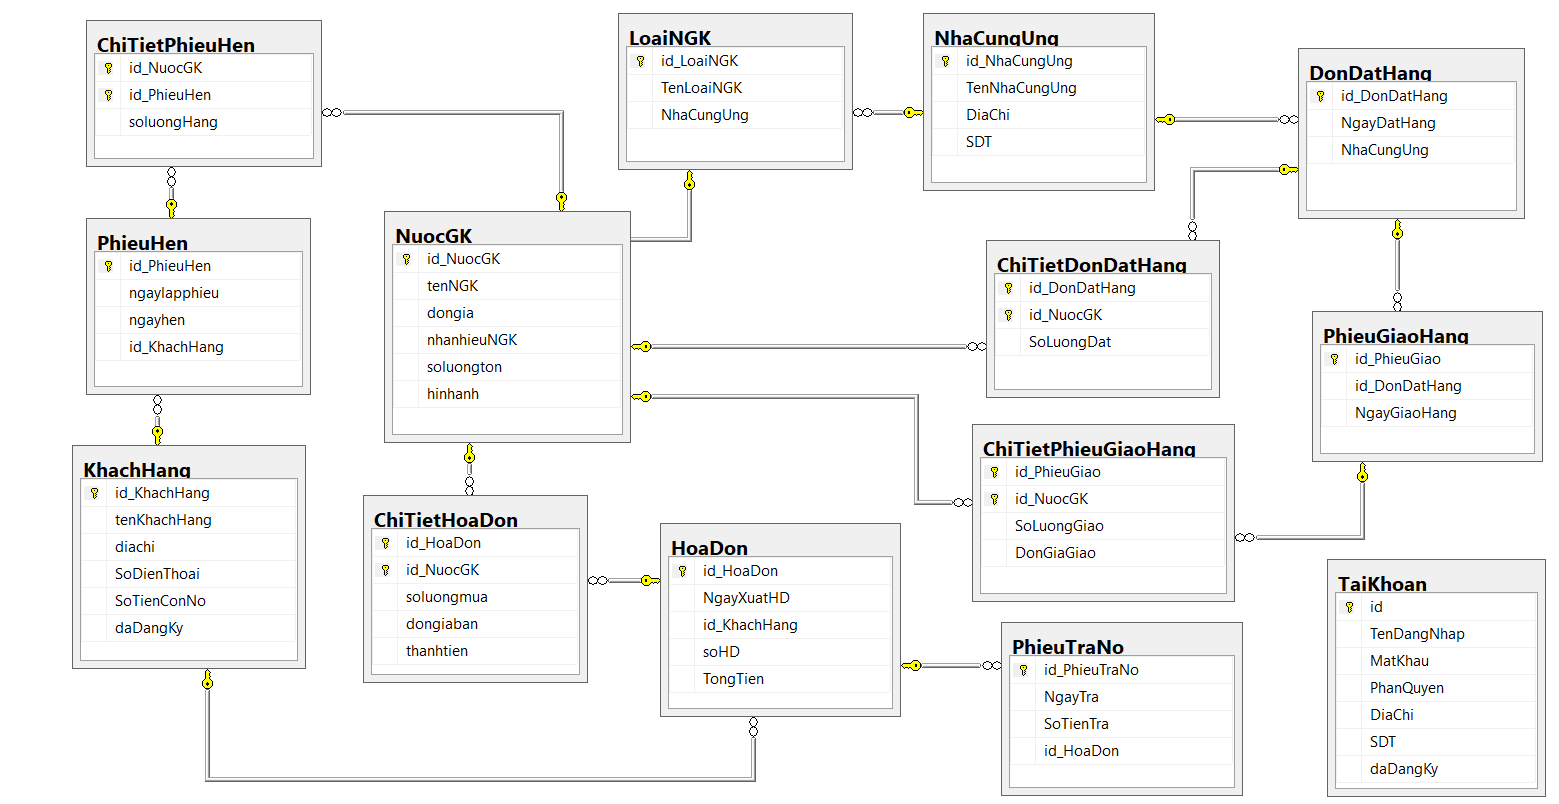 ChiTietPhieuHen
id_NuocGK
id_PhieuHen
soluongHang
LoaiNGK
id_LoaiNGK
TenLoaiNGK
NhaCungUng
NhaCungUng
id_NhaCungUng
TenNhaCungUng
DiaChi
SDT
DonDatHang
id_DonDatHang
NgayDatHang
NhaCungUng
PhieuHen
id_PhieuHen
ngaylapphieu
ngayhen
id_KhachHang
NuocGK
id_NuocGK
tenNGK
dongia
nhanhieuNGK
soluongton
hinhanh
ChiTietDonDatHang
id_DonDatHang
id_NuocGK
SoLuongDat
PhieuGiaoHang
id_PhieuGiao
id_DonDatHang
NgayGiaoHang
KhachHang
id_KhachHang
tenKhachHang
diachi
SoDienThoai
SoTienConNo
daDangKy
ChiTietHoaDon
id_HoaDon
id_NuocGK
soluongmua
dongiaban
thanhtien
HoaDon
id_HoaDon
NgayXuatHD
id_KhachHang
soHD
TongTien
ChiTietPhieuGiaoHang
id_PhieuGiao
id_NuocGK
SoLuongGiao
DonGiaGiao
PhieuTraNo
id_PhieuTraNo
NgayTra
SoTienTra
id_HoaDon
TaiKhoan
id
TenDangNhap
MatKhau
PhanQuyen
DiaChi
SDT
daDangKy